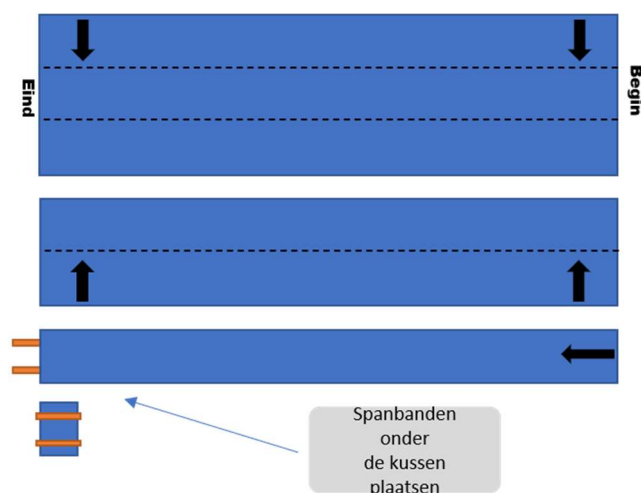 Eind
Begin
Spanbanden
onder
de kussen
plaatsen